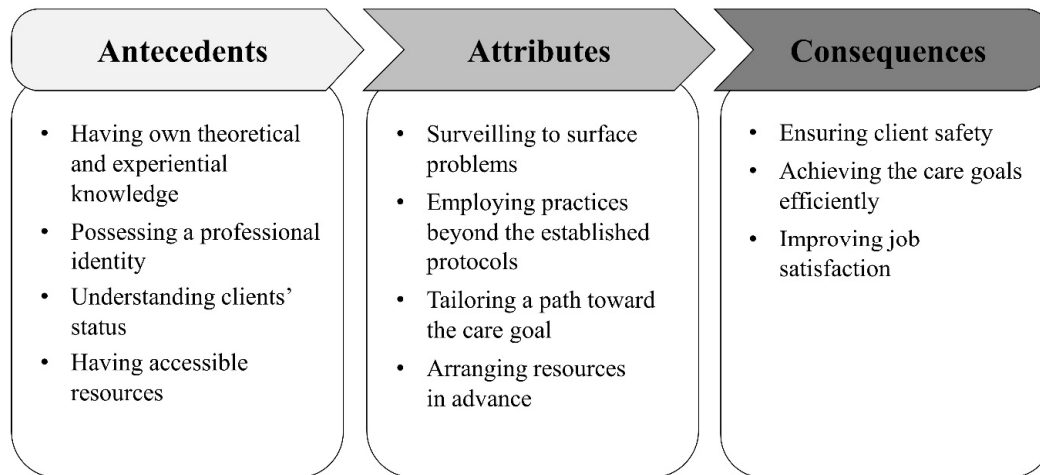 Antecedents
Attributes
Consequences
• Having own theoretical
and experiential
knowledge
• Possessing a professional
identity
• Understanding clients’
status
• Having accessible
resources
• Surveilling to surface
problems
• Employing practices
beyond the established
protocols
• Tailoring a path toward
the care goal
• Arranging resources
in advance
• Ensuring client safety
• Achieving the care goals
efficiently
• Improving job
satisfaction